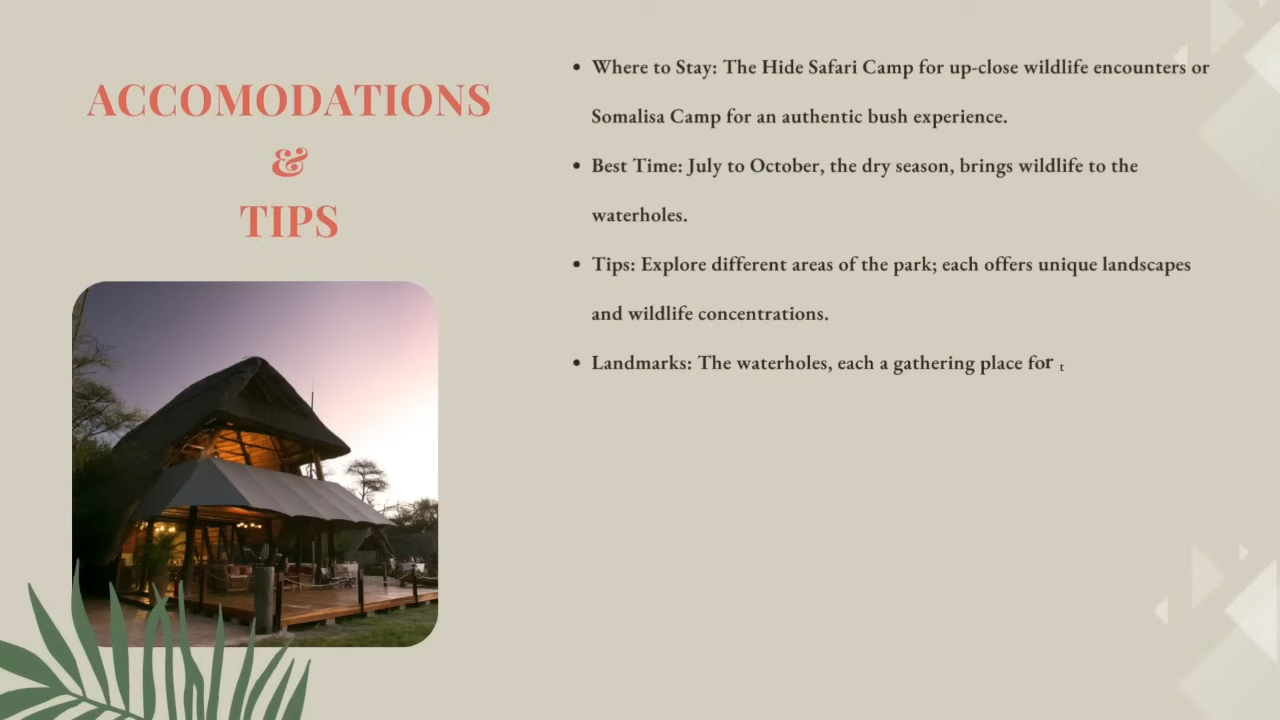 ACCOMODATIONS
&
TIPS
• Where to Stay: The Hide Safari Camp for up-close wildlife encounters or
Somalisa Camp for an authentic bush experience.
• Best Time: July to October, the dry season, brings wildlife to the
waterholes.
• Tips: Explore different areas of the park; each offers unique landscapes
and wildlife concentrations.
• Landmarks: The waterholes, each a gathering place for t